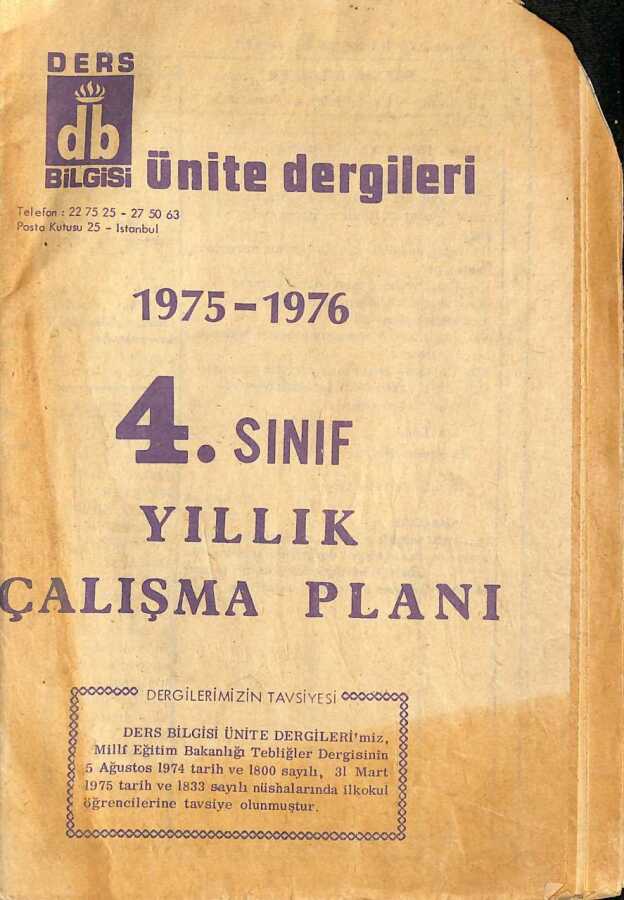 DERS
db
BİLGİSİ
ünite dergileri
Telefon : 22 75 25 - 27 50 63
Posta Kutusu 25 - Istanbul
1975-1976
4. SINIF
YILLIK
ÇALIŞMA PLANI
DERGİLERİMİZİN TAVSİYESİ
DERS BİLGİSİ ÜNİTE DERGİLERİ'miz,
Millî Eğitim Bakanlığı Tebliğler Dergisinin
5 Ağustos 1974 tarih ve 1800 sayılı, 31 Mart
1975 tarih ve 1833 sayılı nüshalarında ilkokul
öğrencilerine tavsiye olunmuştur.